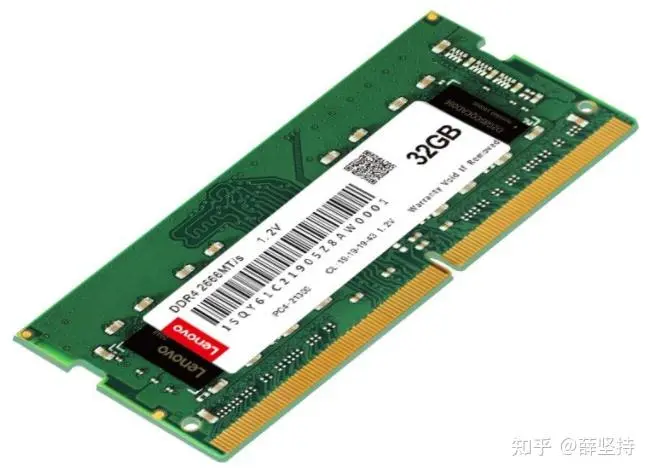 32GB
Warranty Void If Removed
DDR4 2666MT/s 1.2V
1SQY61C21905Z8AW0001
PC4-21300
CL 19-19-19-43 1.2V
Lenovo
Lenovo
知乎 @薛坚持